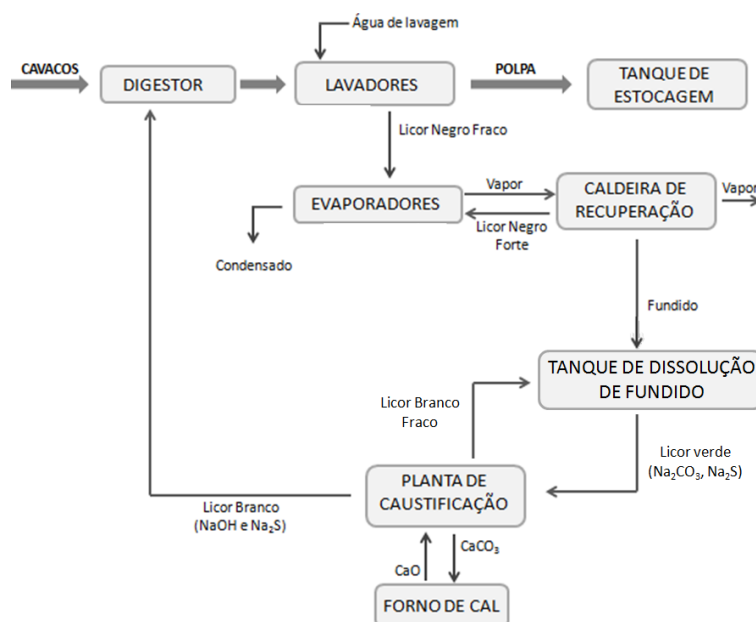 Água de lavagem
CAVACOS
DIGESTOR
LAVADORES
POLPA
TANQUE DE
ESTOCAGEM
Licor Negro Fraco
EVAPORADORES
Vapor
Licor Negro
Forte
CALDEIRA DE
RECUPERAÇÃO
Vapor
Condensado
Fundido
TANQUE DE DISSOLUÇÃO
DE FUNDIDO
Licor Branco
Fraco
Licor verde
(Na₂CO₃, Na₂S)
PLANTA DE
CAUSTIFICAÇÃO
Licor Branco
(NaOH e Na₂S)
CaCO₃
CaO
FORNO DE CAL